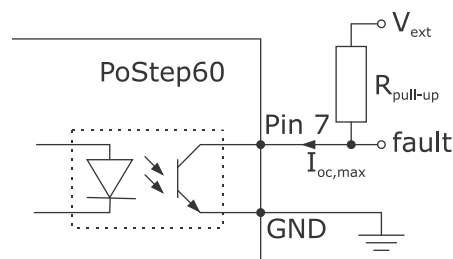 V_ext
PoStep60
R_pull-up
Pin 7
fault
I_oc,max
GND